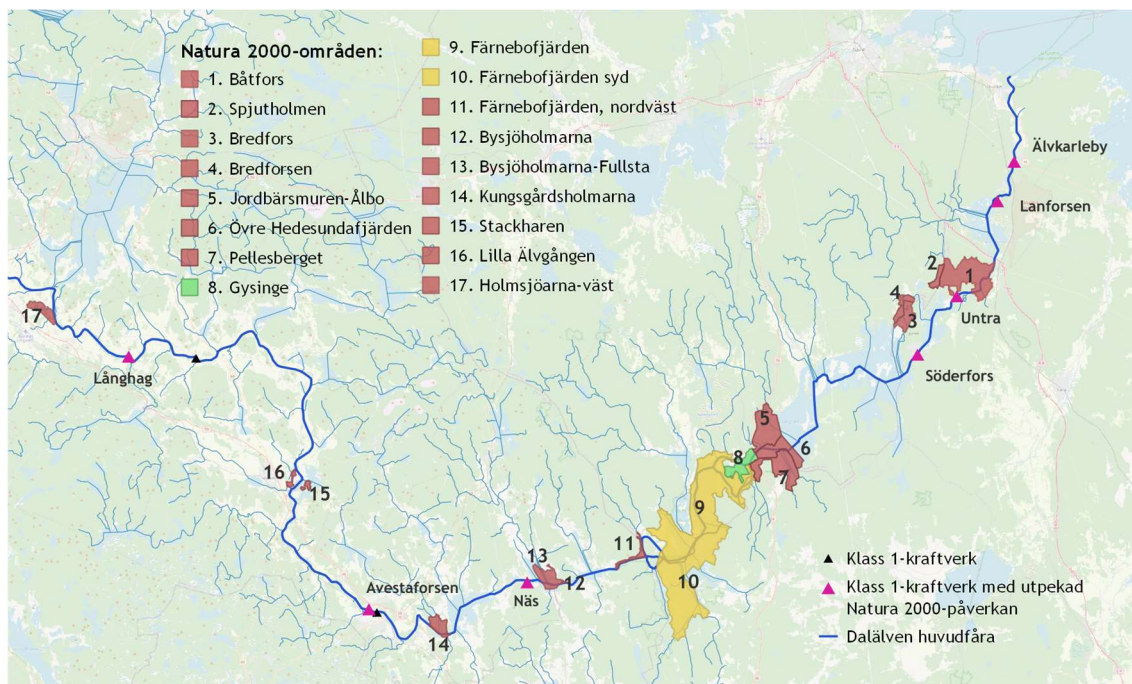 Natura 2000-områden:
1. Båtfors
2. Spjutholmen
3. Bredfors
4. Bredforsen
5. Jordbärsmuren-Ålbo
6. Övre Hedesundafjärden
7. Pellesberget
8. Gysinge
9. Färnebofjärden
10. Färnebofjärden syd
11. Färnebofjärden, nordväst
12. Bysjöholmarna
13. Bysjöholmarna-Fullsta
14. Kungsgårdsholmarna
15. Stackharen
16. Lilla Älvgången
17. Holmsjöarna-väst
Älvkarleby
Lanforsen
2
1
4
3
Untra
17
Långhag
Söderfors
5
6
8
7
16
15
9
11
13
12
10
Avestaforsen
Näs
14
Klass 1-kraftverk
Klass 1-kraftverk med utpekad
Natura 2000-påverkan
Dalälven huvudfåra